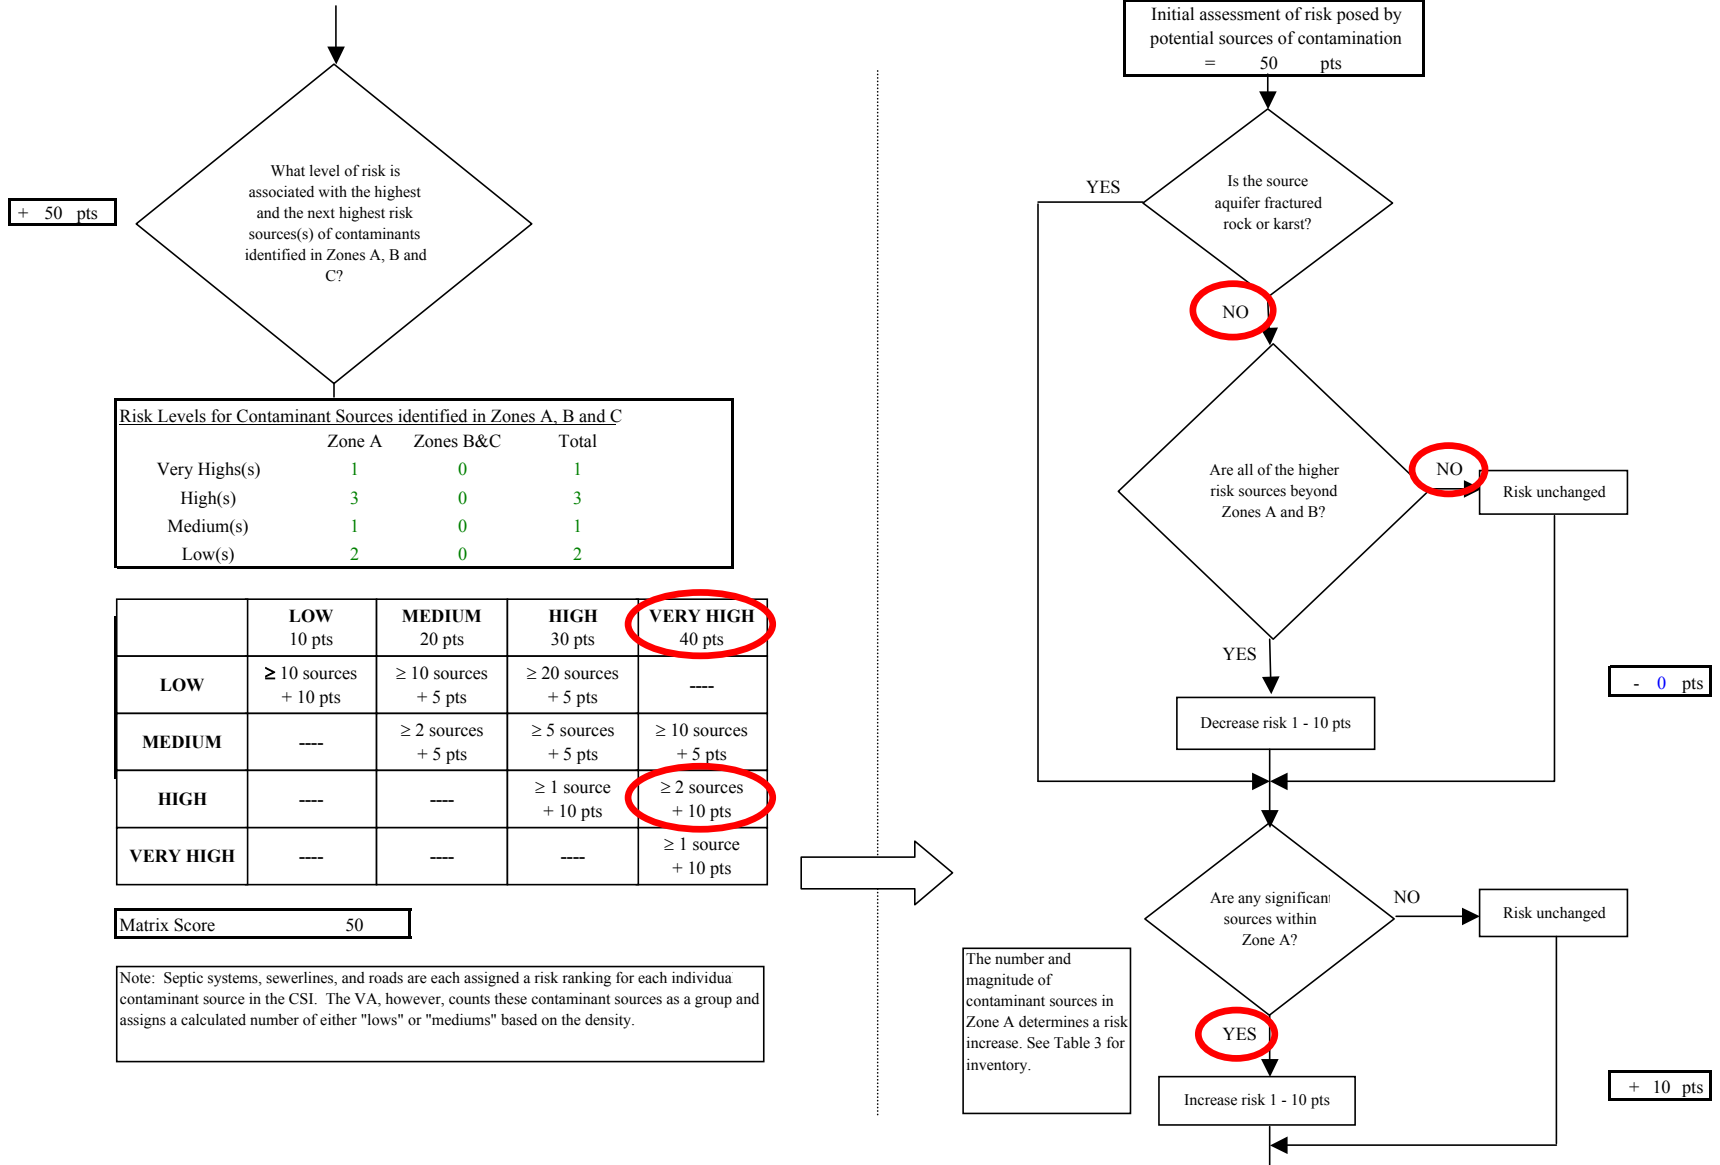 + 50 pts
What level of risk is
associated with the highest
and the next highest risk
sources(s) of contaminants
identified in Zones A, B and
C?
Risk Levels for Contaminant Sources identified in Zones A, B and C
Zone A Zones B&C Total
Very Highs(s) 1 0 1
High(s) 3 0 3
Medium(s) 1 0 1
Low(s) 2 0 2
LOW MEDIUM HIGH VERY HIGH
10 pts 20 pts 30 pts 40 pts
LOW
≥ 10 sources ≥ 10 sources ≥ 20 sources ----
+ 10 pts + 5 pts + 5 pts
MEDIUM
---- ≥ 2 sources ≥ 5 sources ≥ 10 sources
+ 5 pts + 5 pts + 5 pts
HIGH
---- ---- ≥ 1 source ≥ 2 sources
+ 10 pts + 10 pts
VERY HIGH
---- ---- ---- ≥ 1 source
+ 10 pts
Matrix Score 50
Note: Septic systems, sewerlines, and roads are each assigned a risk ranking for each individua
contaminant source in the CSI. The VA, however, counts these contaminant sources as a group and
assigns a calculated number of either "lows" or "mediums" based on the density.
Initial assessment of risk posed by
potential sources of contamination
= 50 pts
Is the source
aquifer fractured
rock or karst?
YES
NO
Are all of the higher
risk sources beyond
Zones A and B?
NO
Risk unchanged
YES
- 0 pts
Decrease risk 1 - 10 pts
Are any significant
sources within
Zone A?
NO
Risk unchanged
The number and
magnitude of
contaminant sources in
Zone A determines a risk
increase. See Table 3 for
inventory.
YES
+ 10 pts
Increase risk 1 - 10 pts